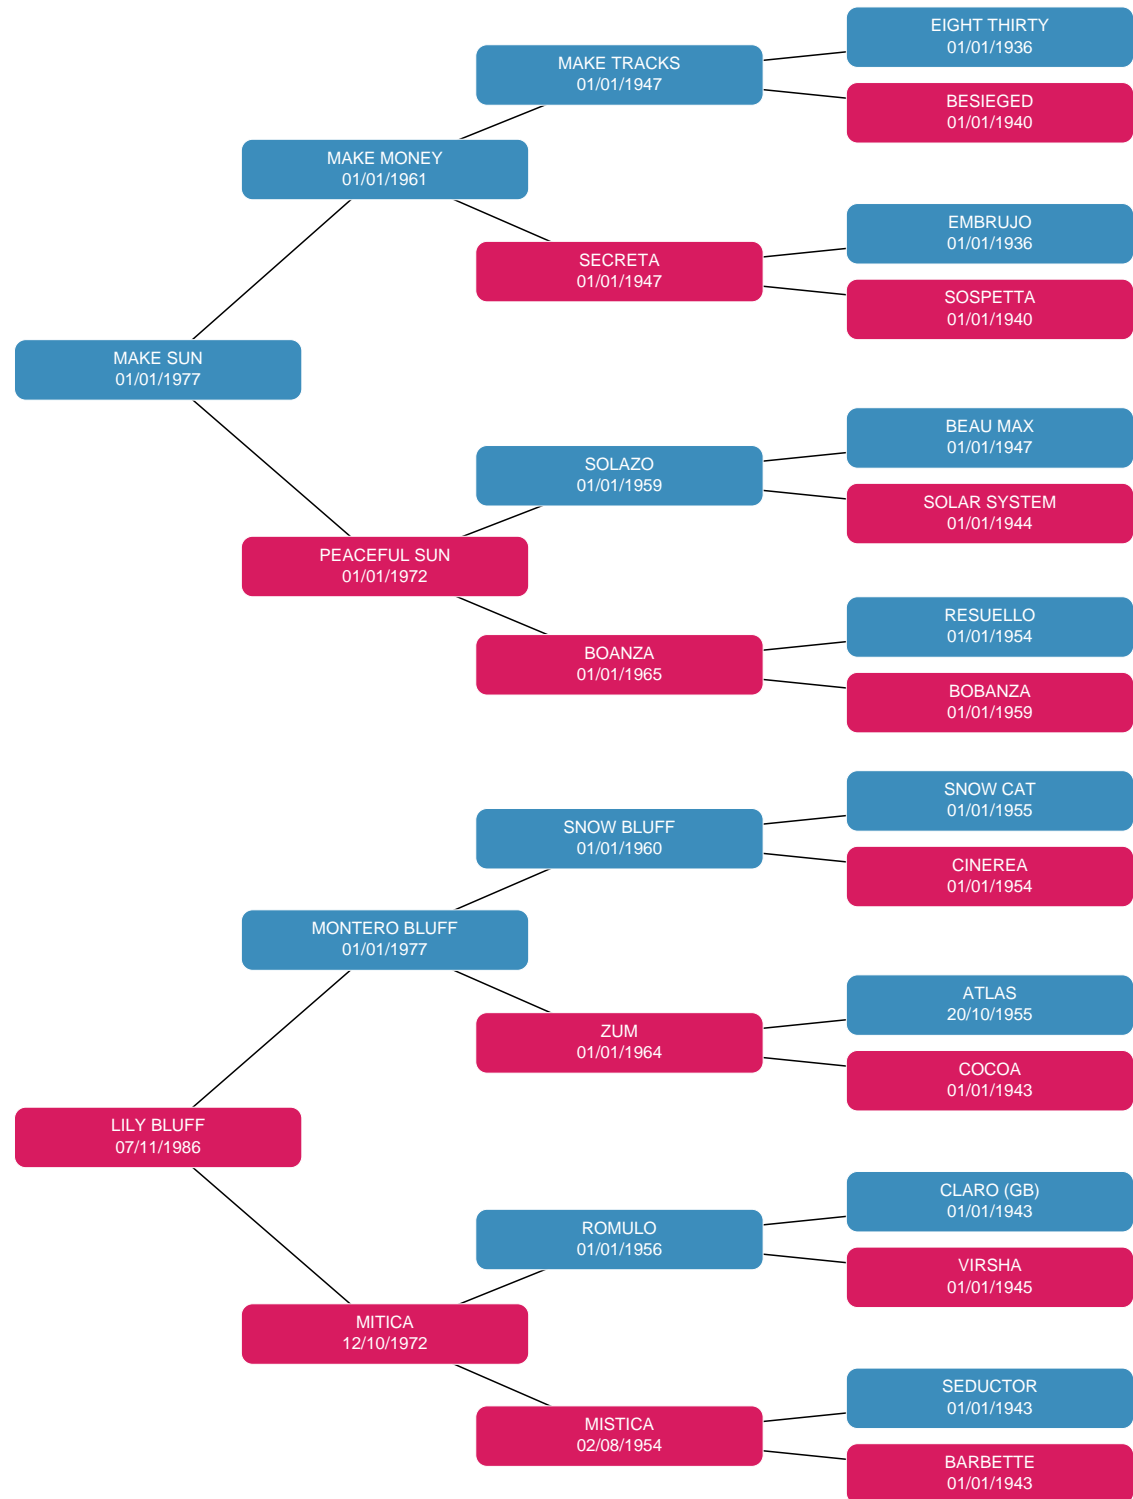 EIGHT THIRTY
01/01/1936
MAKE TRACKS
01/01/1947
BESIEGED
01/01/1940
MAKE MONEY
01/01/1961
EMBRUJO
01/01/1936
SECRETA
01/01/1947
SOSPETTA
01/01/1940
MAKE SUN
01/01/1977
BEAU MAX
01/01/1947
SOLAZO
01/01/1959
SOLAR SYSTEM
01/01/1944
PEACEFUL SUN
01/01/1972
RESUELLO
01/01/1954
BOANZA
01/01/1965
BOBANZA
01/01/1959
SNOW CAT
01/01/1955
SNOW BLUFF
01/01/1960
CINEREA
01/01/1954
MONTERO BLUFF
01/01/1977
ATLAS
20/10/1955
ZUM
01/01/1964
COCOA
01/01/1943
LILY BLUFF
07/11/1986
CLARO (GB)
01/01/1943
ROMULO
01/01/1956
VIRSHA
01/01/1945
MITICA
12/10/1972
SEDUCTOR
01/01/1943
MISTICA
02/08/1954
BARBETTE
01/01/1943